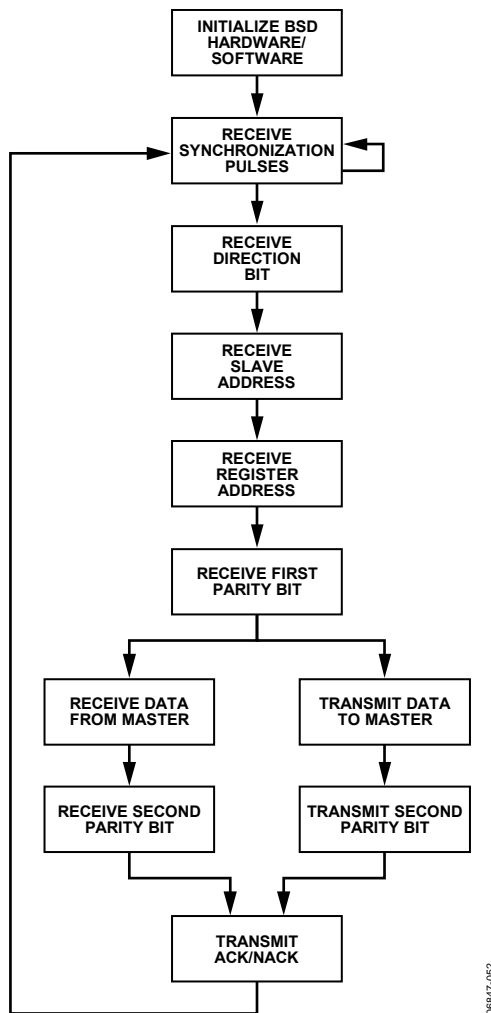 INITIALIZE BSD
HARDWARE/
SOFTWARE
RECEIVE
SYNCHRONIZATION
PULSES
RECEIVE
DIRECTION
BIT
RECEIVE
SLAVE
ADDRESS
RECEIVE
REGISTER
ADDRESS
RECEIVE FIRST
PARITY BIT
RECEIVE DATA
FROM MASTER
TRANSMIT DATA
TO MASTER
RECEIVE SECOND
PARITY BIT
TRANSMIT SECOND
PARITY BIT
TRANSMIT
ACK/NACK
06847-052